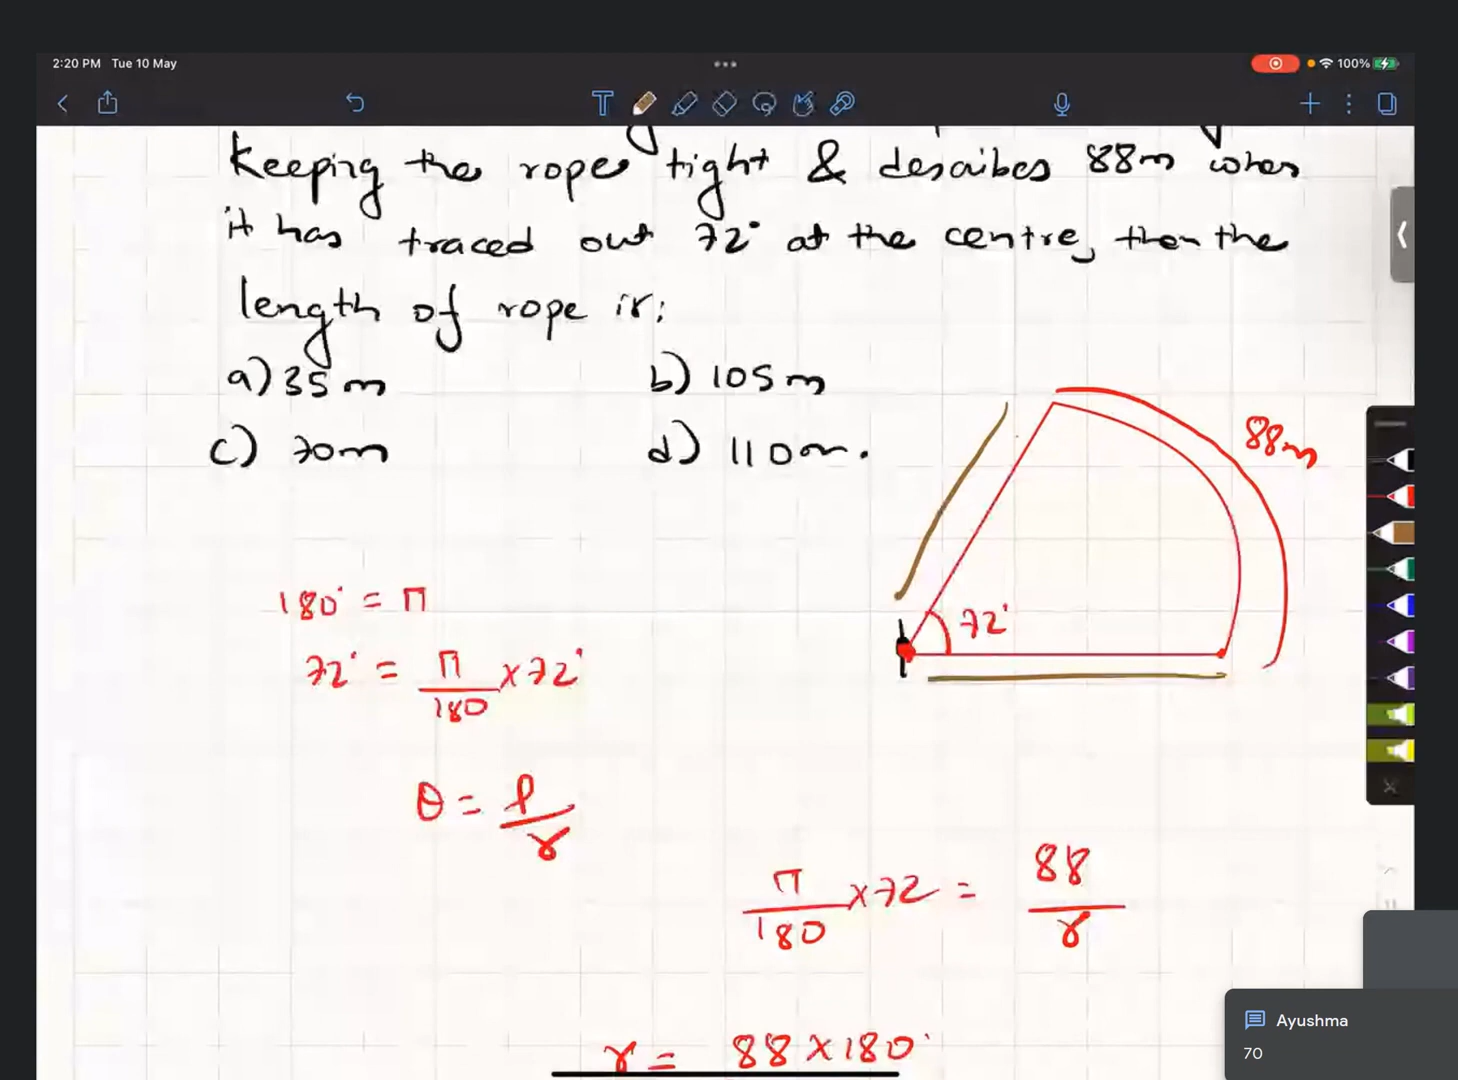 2:20 PM Tue 10 May
100%
Keeping the rope tight & describes 88m when
it has traced out 72° at the centre, then the
length of rope is:
a) 35m b) 105m
c) 70m d) 110m.
88m
72°
180° = π
72° = π/180 × 72°
θ = l/r
π/180 × 72 = 88/r
r = 88 × 180°
Ayushma
70